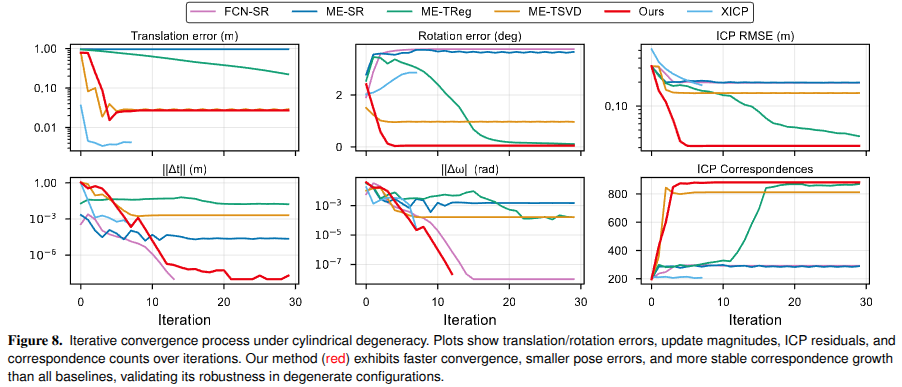 FCN-SR ME-SR ME-TReg ME-TSVD Ours XICP
Translation error (m) Rotation error (deg) ICP RMSE (m)
1.00
0.10
0.01
2
0
0,10
||Δt|| (m) ||Δω|| (rad) ICP Correspondences
1.00
10⁻³
10⁻⁶
10⁻³
10⁻⁵
10⁻⁷
800
600
400
200
0 10 20 30 0 10 20 30 0 10 20 30
Iteration Iteration Iteration
Figure 8. Iterative convergence process under cylindrical degeneracy. Plots show translation/rotation errors, update magnitudes, ICP residuals, and
correspondence counts over iterations. Our method (red) exhibits faster convergence, smaller pose errors, and more stable correspondence growth
than all baselines, validating its robustness in degenerate configurations.